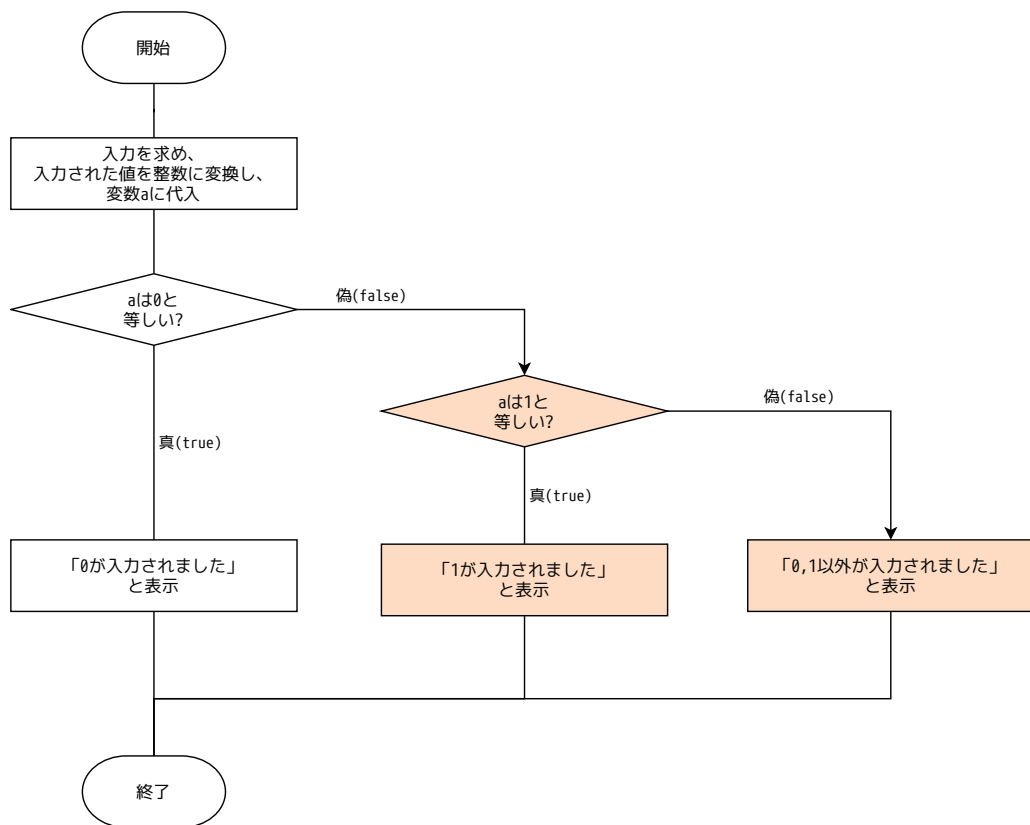 開始
入力を求め、
入力された値を整数に変換し、
変数aに代入
aは0と
等しい?
偽(false)
aは1と
等しい?
偽(false)
真(true)
真(true)
「0が入力されました」
と表示
「1が入力されました」
と表示
「0,1以外が入力されました」
と表示
終了